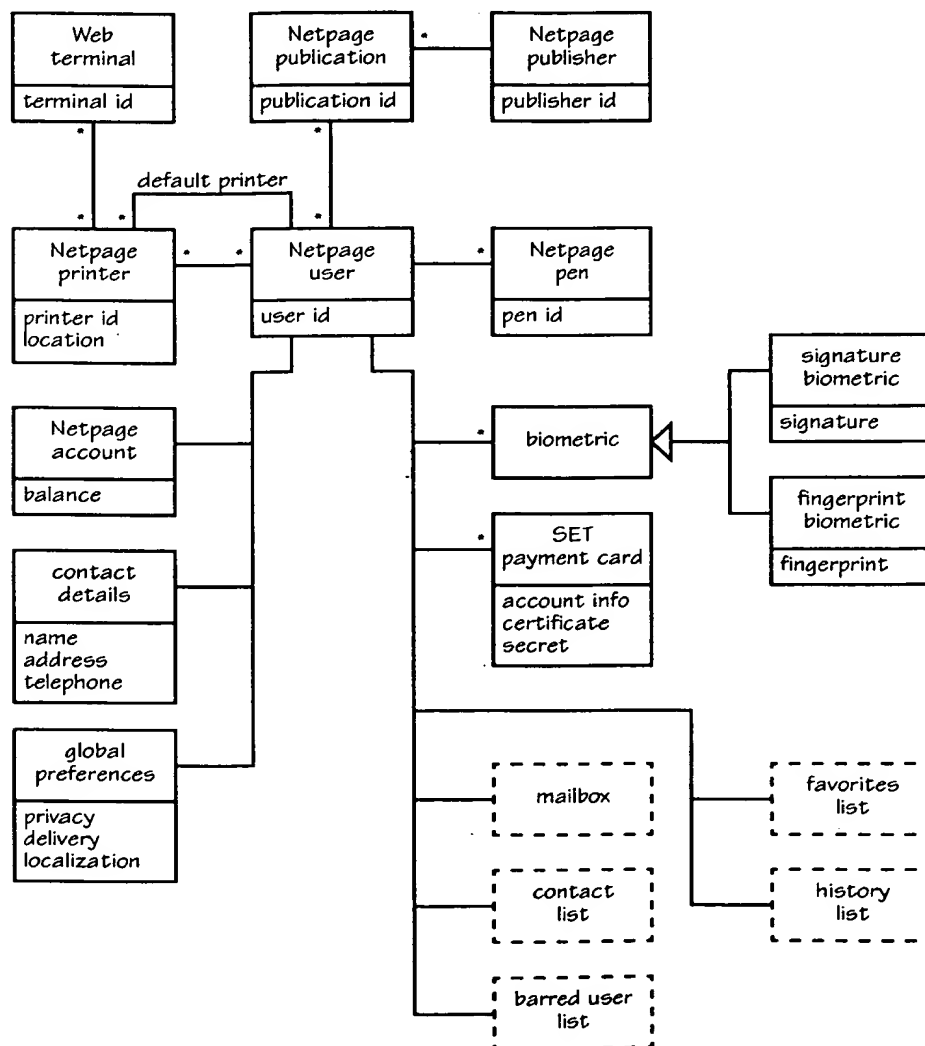 Web
terminal
terminal id
Netpage
publication
publication id
*
Netpage
publisher
publisher id
*
*
default printer
*
*
*
Netpage
printer
printer id
location
*
*
Netpage
user
user id
*
Netpage
pen
pen id
signature
biometric
signature
Netpage
account
balance
*
biometric
fingerprint
biometric
fingerprint
*
SET
payment card
account info
certificate
secret
contact
details
name
address
telephone
global
preferences
privacy
delivery
localization
mailbox
favorites
list
contact
list
history
list
barred user
list